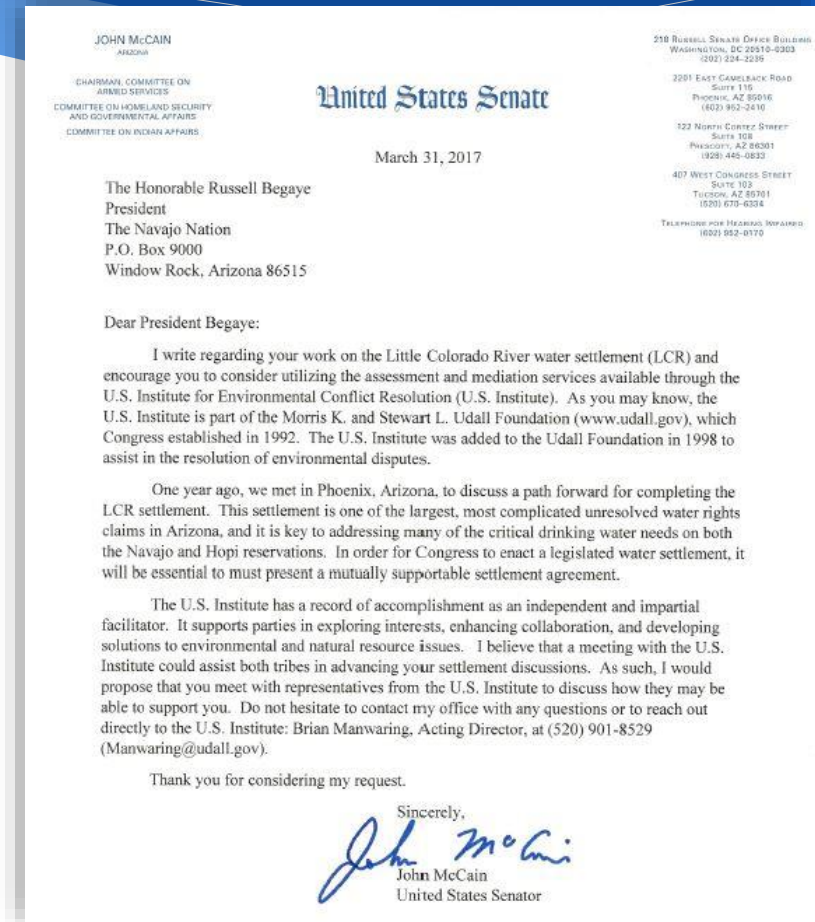 JOHN McCAIN
ARIZONA
CHAIRMAN, COMMITTEE ON
ARMED SERVICES
COMMITTEE ON HOMELAND SECURITY
AND GOVERNMENTAL AFFAIRS
COMMITTEE ON INDIAN AFFAIRS
United States Senate
218 RUSSELL SENATE OFFICE BUILDING
WASHINGTON, DC 20510-0303
(202) 224-2235
2201 EAST CAMELBACK ROAD
SUITE 115
PHOENIX, AZ 85016
(602) 952-2410
122 NORTH CORTEZ STREET
SUITE 108
PRESCOTT, AZ 86301
(928) 445-0833
407 WEST CONGRESS STREET
SUITE 103
TUCSON, AZ 85701
(520) 670-6334
TELEPHONE FOR HEARING IMPAIRED
(602) 952-0170
March 31, 2017
The Honorable Russell Begaye
President
The Navajo Nation
P.O. Box 9000
Window Rock, Arizona 86515
Dear President Begaye:
I write regarding your work on the Little Colorado River water settlement (LCR) and
encourage you to consider utilizing the assessment and mediation services available through the
U.S. Institute for Environmental Conflict Resolution (U.S. Institute). As you may know, the
U.S. Institute is part of the Morris K. and Stewart L. Udall Foundation (www.udall.gov), which
Congress established in 1992. The U.S. Institute was added to the Udall Foundation in 1998 to
assist in the resolution of environmental disputes.
One year ago, we met in Phoenix, Arizona, to discuss a path forward for completing the
LCR settlement. This settlement is one of the largest, most complicated unresolved water rights
claims in Arizona, and it is key to addressing many of the critical drinking water needs on both
the Navajo and Hopi reservations. In order for Congress to enact a legislated water settlement, it
will be essential to must present a mutually supportable settlement agreement.
The U.S. Institute has a record of accomplishment as an independent and impartial
facilitator. It supports parties in exploring interests, enhancing collaboration, and developing
solutions to environmental and natural resource issues. I believe that a meeting with the U.S.
Institute could assist both tribes in advancing your settlement discussions. As such, I would
propose that you meet with representatives from the U.S. Institute to discuss how they may be
able to support you. Do not hesitate to contact my office with any questions or to reach out
directly to the U.S. Institute: Brian Manwaring, Acting Director, at (520) 901-8529
(Manwaring@udall.gov).
Thank you for considering my request.
Sincerely,
John McCain
John McCain
United States Senator